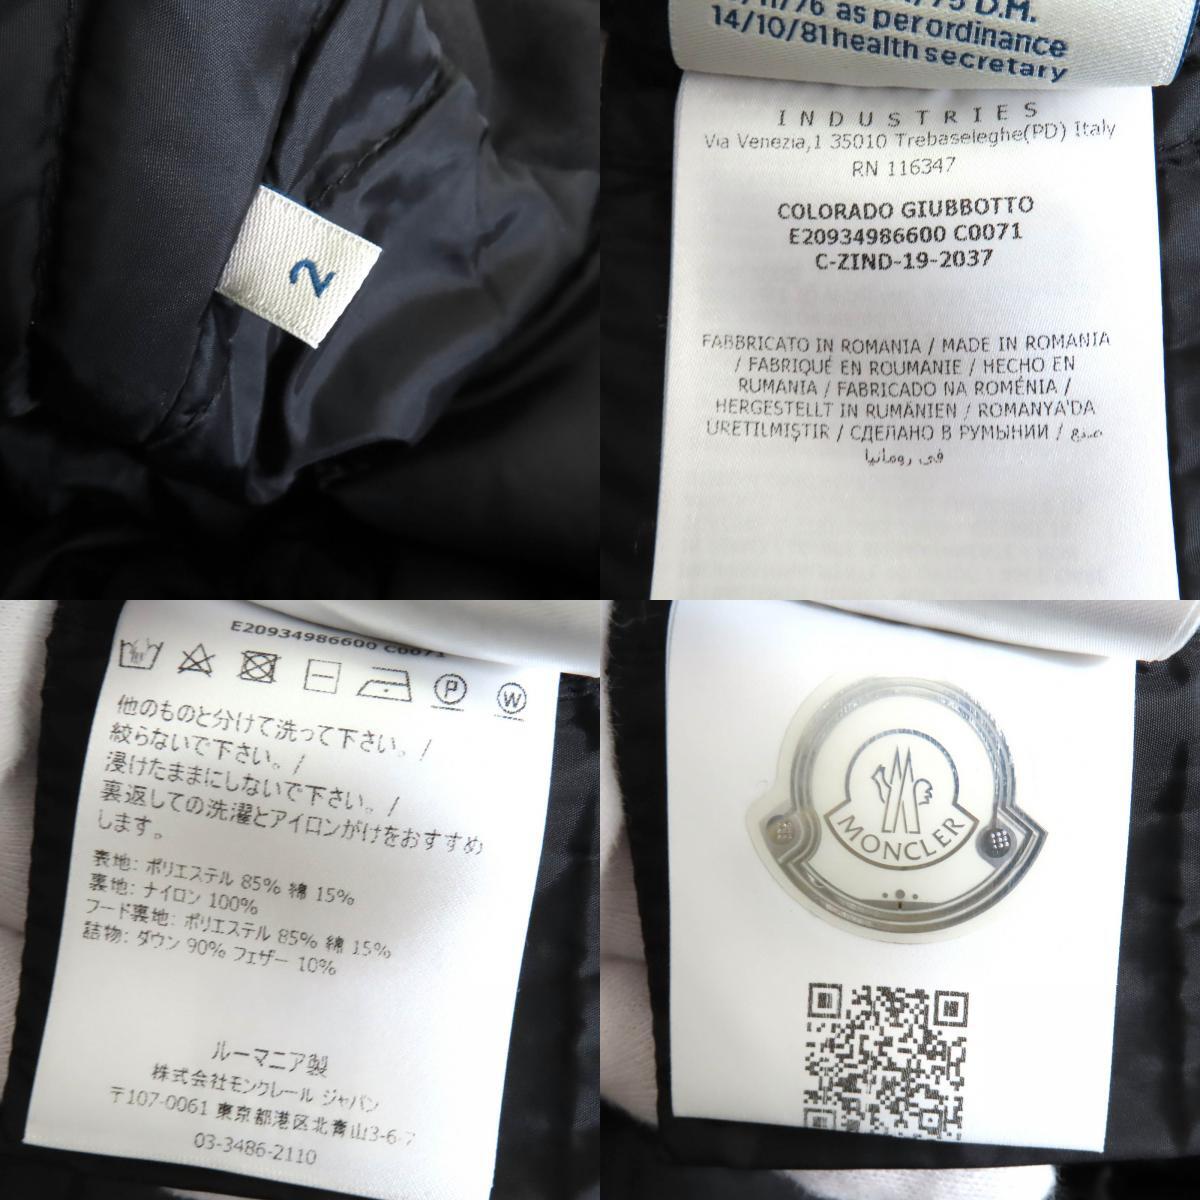 2
D.M.
as per ordinance
14/10/81 health secretary
INDUSTRIES
Via Venezia,1 35010 Trebaseleghe(PD) Italy
RN 116347
COLORADO GIUBBOTTO
E20934986600 C0071
C-ZIND-19-2037
FABBRICATO IN ROMANIA / MADE IN ROMANIA
/ FABRIQUÉ EN ROUMANIE / HECHO EN
RUMANIA / FABRICADO NA ROMÉNIA /
HERGESTELLT IN RUMÄNIEN / ROMANYA'DA
ÜRETILMIŞTIR / СДЕЛАНО В РУМЫНИИ / صنع
في رومانيا
E20934986600 C0071
P
W
他のものと分けて洗って下さい。/
絞らないで下さい。/
浸けたままにしないで下さい。/
裏返しての洗濯とアイロンがけをおすすめ
します。
表地: ポリエステル 85% 綿 15%
裏地: ナイロン 100%
フード裏地: ポリエステル 85% 綿 15%
詰物: ダウン 90% フェザー 10%
ルーマニア製
株式会社モンクレール ジャパン
〒107-0061 東京都港区北青山3-6-7
03-3486-2110
MONCLER